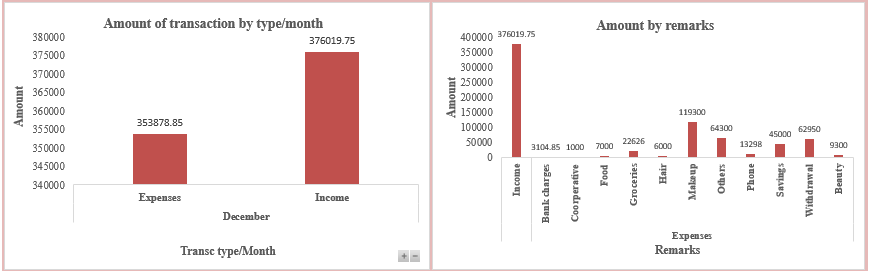 Amount of transaction by type/month
Amount
380000
375000
370000
365000
360000
355000
350000
345000
340000
353878.85
376019.75
Expenses
Income
December
Transc type/Month
+ −
Amount by remarks
Amount
400000
350000
300000
250000
200000
150000
100000
50000
0
376019.75
3104.85
1000
7000
22626
6000
119300
64300
13298
45000
62950
9300
Income
Bank charges
Coorperative
Food
Groceries
Hair
Makeup
Others
Phone
Savings
Withdrawal
Beauty
Expenses
Remarks